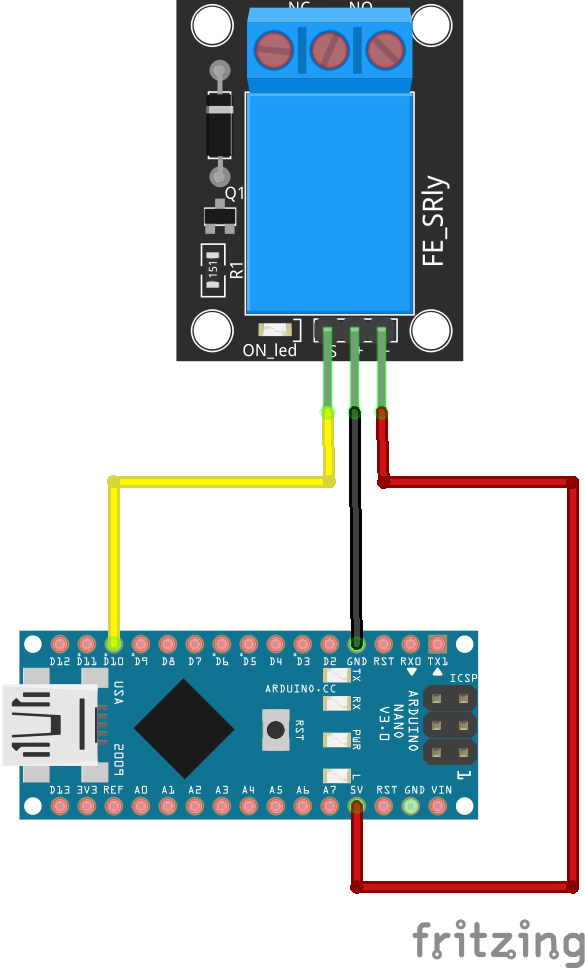 NC NO
Q1
FE_SRly
151
R1
ON_led
S + -
D12 *D11 *D10 *D9 D8 D7 *D6 *D5 D4 *D3 D2 GND RST RX0 TX1
ICSP
USA
2009
ARDUINO.CC
RST
TX
RX
PWR
L
ARDUINO
NANO
V3.0
1
D13 3V3 REF A0 A1 A2 A3 A4 A5 A6 A7 5V RST GND VIN
fritzing